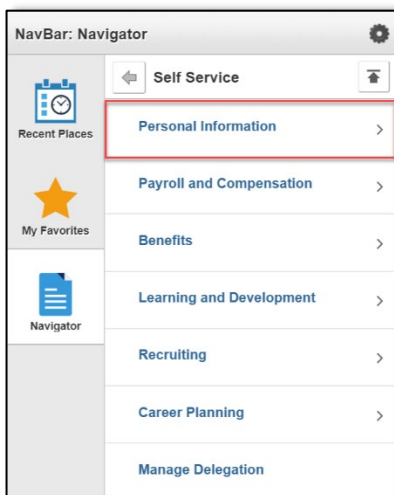 NavBar: Navigator
Self Service
Recent Places
My Favorites
Navigator
Personal Information
Payroll and Compensation
Benefits
Learning and Development
Recruiting
Career Planning
Manage Delegation